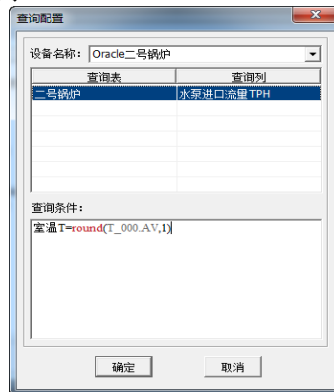 查询配置
设备名称: Oracle二号锅炉
查询表 查询列
二号锅炉 水泵进口流量TPH
查询条件:
室温T=round(T_000.AV,1)
确定 取消